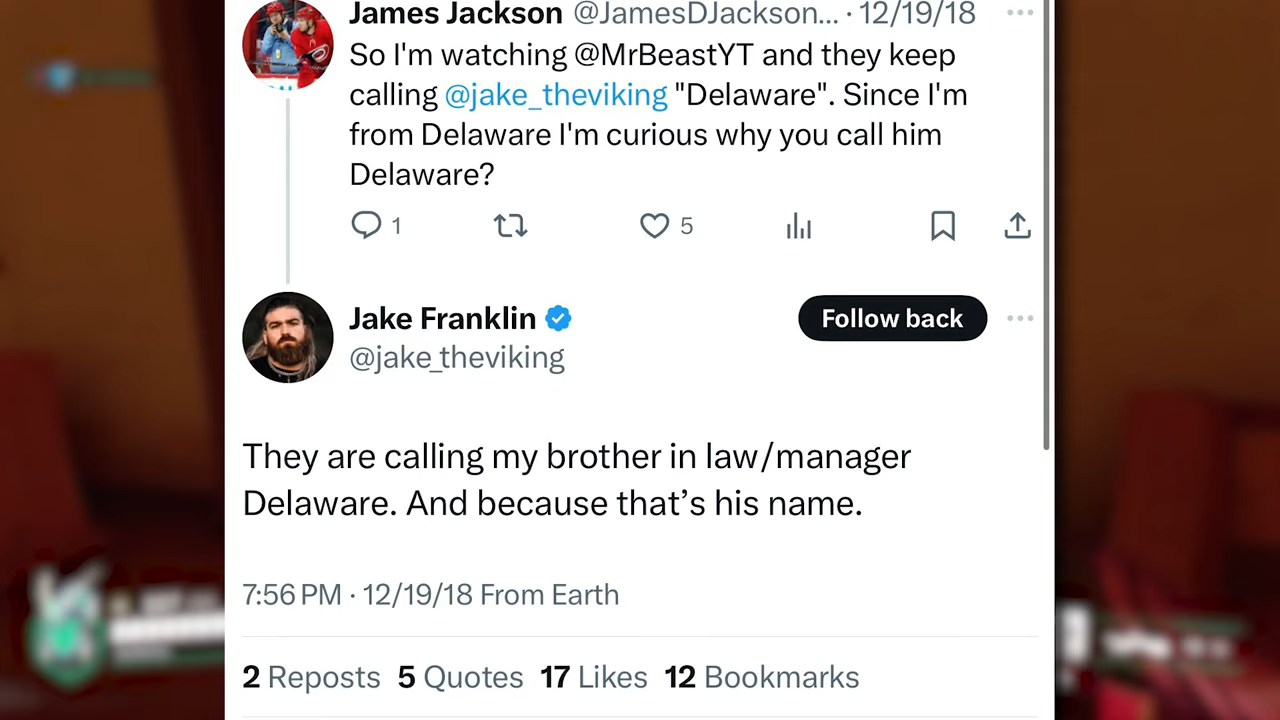 James Jackson @JamesDJackson... · 12/19/18
So I'm watching @MrBeastYT and they keep
calling @jake_theviking "Delaware". Since I'm
from Delaware I'm curious why you call him
Delaware?
1 5
Jake Franklin
@jake_theviking
Follow back
They are calling my brother in law/manager
Delaware. And because that’s his name.
7:56 PM · 12/19/18 From Earth
2 Reposts 5 Quotes 17 Likes 12 Bookmarks